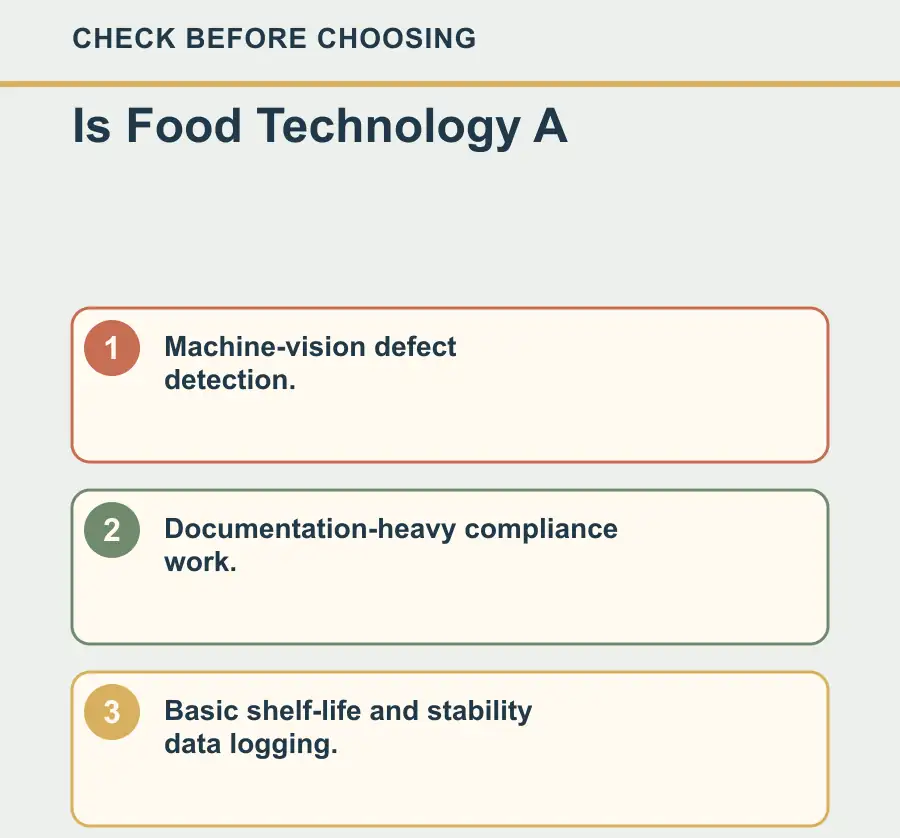 CHECK BEFORE CHOOSING
Is Food Technology A
1
Machine-vision defect
detection.
2
Documentation-heavy compliance
work.
3
Basic shelf-life and stability
data logging.